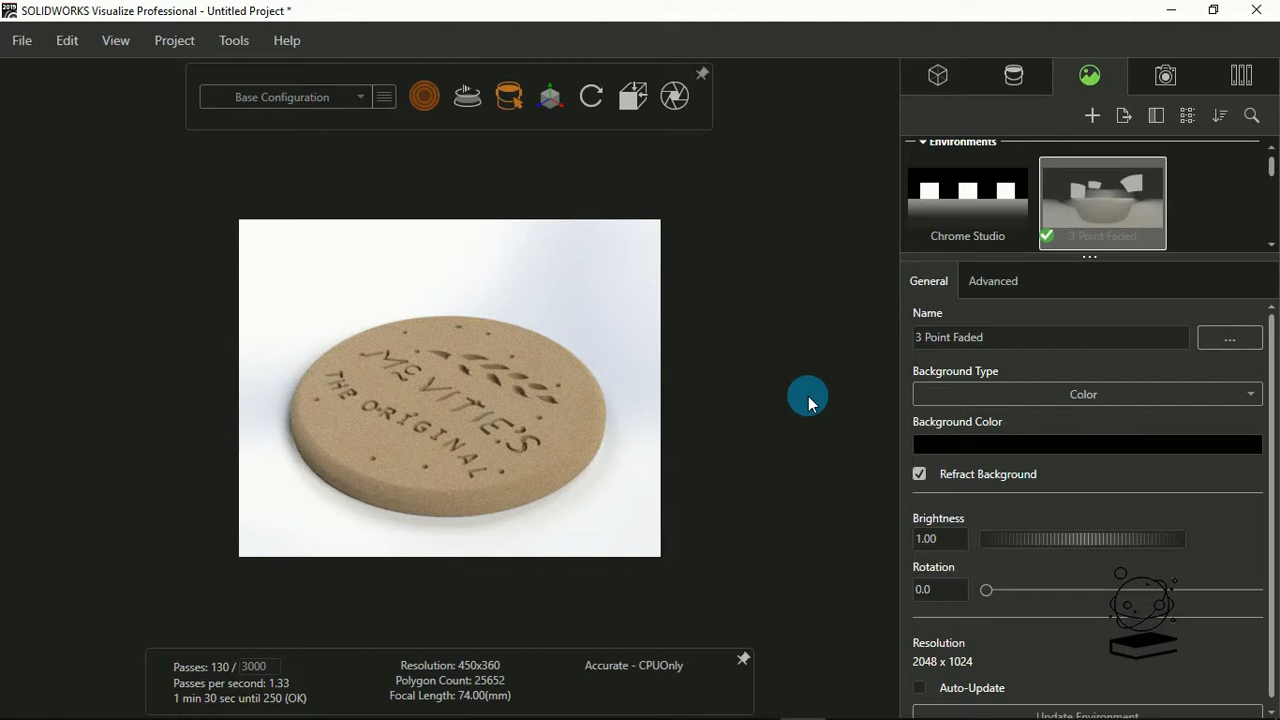 2019
SOLIDWORKS Visualize Professional - Untitled Project *
File Edit View Project Tools Help
Base Configuration
Environments
Chrome Studio
3 Point Faded
General Advanced
Name
3 Point Faded
...
Background Type
Color
Background Color
Refract Background
Brightness
1.00
Rotation
0.0
Resolution
2048 x 1024
Auto-Update
Update Environment
McVITIE'S
THE ORIGINAL
Passes: 130 / 3000
Passes per second: 1.33
1 min 30 sec until 250 (OK)
Resolution: 450x360
Polygon Count: 25652
Focal Length: 74.00(mm)
Accurate - CPUOnly